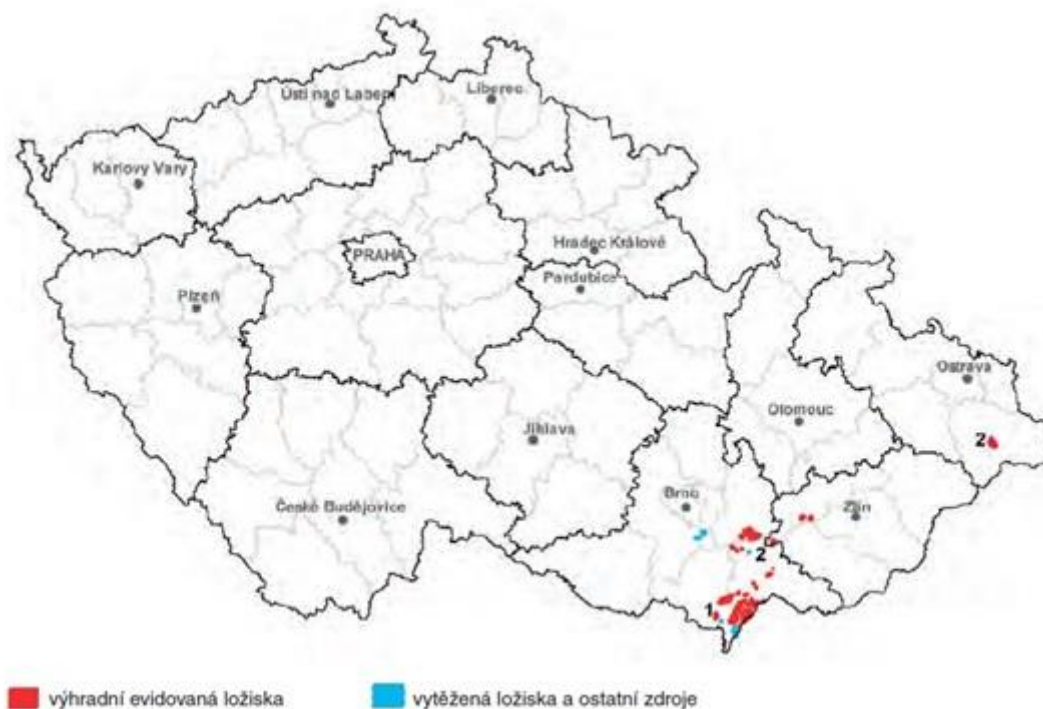 Ústí nad Labem
Liberec
Karlovy Vary
Hradec Králové
PRAHA
Pardubice
Plzeň
Ostrava
Olomouc
Jihlava
2
Brno
Zlín
České Budějovice
2
1
výhradní evidovaná ložiska
vytěžená ložiska a ostatní zdroje